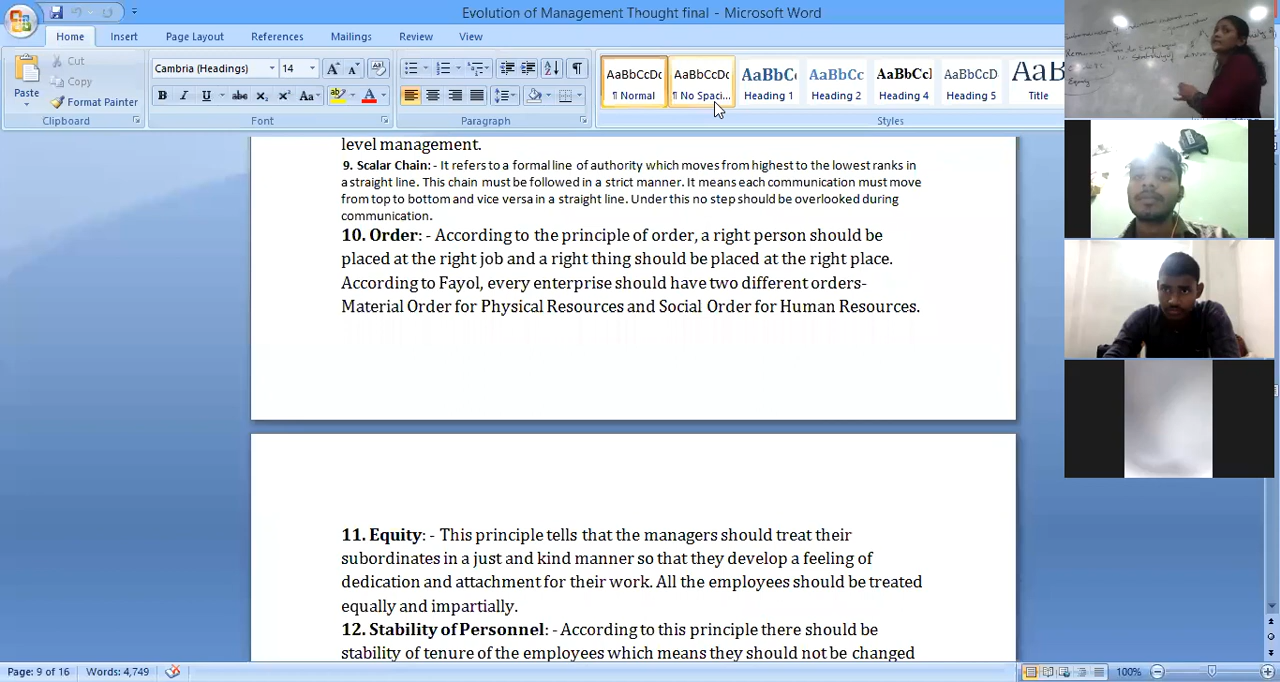 Evolution of Management Thought final - Microsoft Word
Home Insert Page Layout References Mailings Review View
Cut
Copy
Paste
Format Painter
Clipboard
Cambria (Headings) 14
Font
Paragraph
AaBbCcDc AaBbCcDc AaBbC AaBbCc AaBbCcI AaBbCcD AaB
¶ Normal ¶ No Spaci... Heading 1 Heading 2 Heading 4 Heading 5 Title
Styles
level management.
9. Scalar Chain: - It refers to a formal line of authority which moves from highest to the lowest ranks in
a straight line. This chain must be followed in a strict manner. It means each communication must move
from top to bottom and vice versa in a straight line. Under this no step should be overlooked during
communication.
10. Order: - According to the principle of order, a right person should be
placed at the right job and a right thing should be placed at the right place.
According to Fayol, every enterprise should have two different orders-
Material Order for Physical Resources and Social Order for Human Resources.
11. Equity: - This principle tells that the managers should treat their
subordinates in a just and kind manner so that they develop a feeling of
dedication and attachment for their work. All the employees should be treated
equally and impartially.
12. Stability of Personnel: - According to this principle there should be
stability of tenure of the employees which means they should not be changed
Page: 9 of 16 Words: 4,749 100%